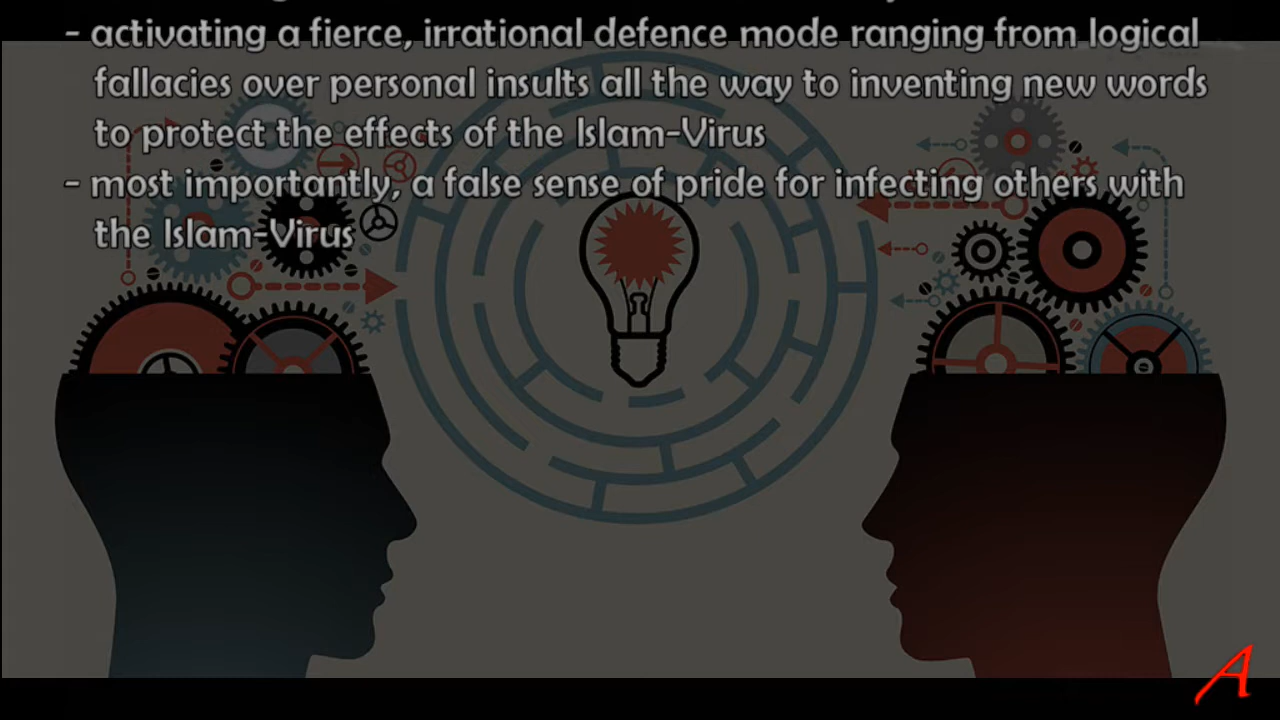 - activating a fierce, irrational defence mode ranging from logical
fallacies over personal insults all the way to inventing new words
to protect the effects of the Islam-Virus
- most importantly, a false sense of pride for infecting others with
the Islam-Virus
A